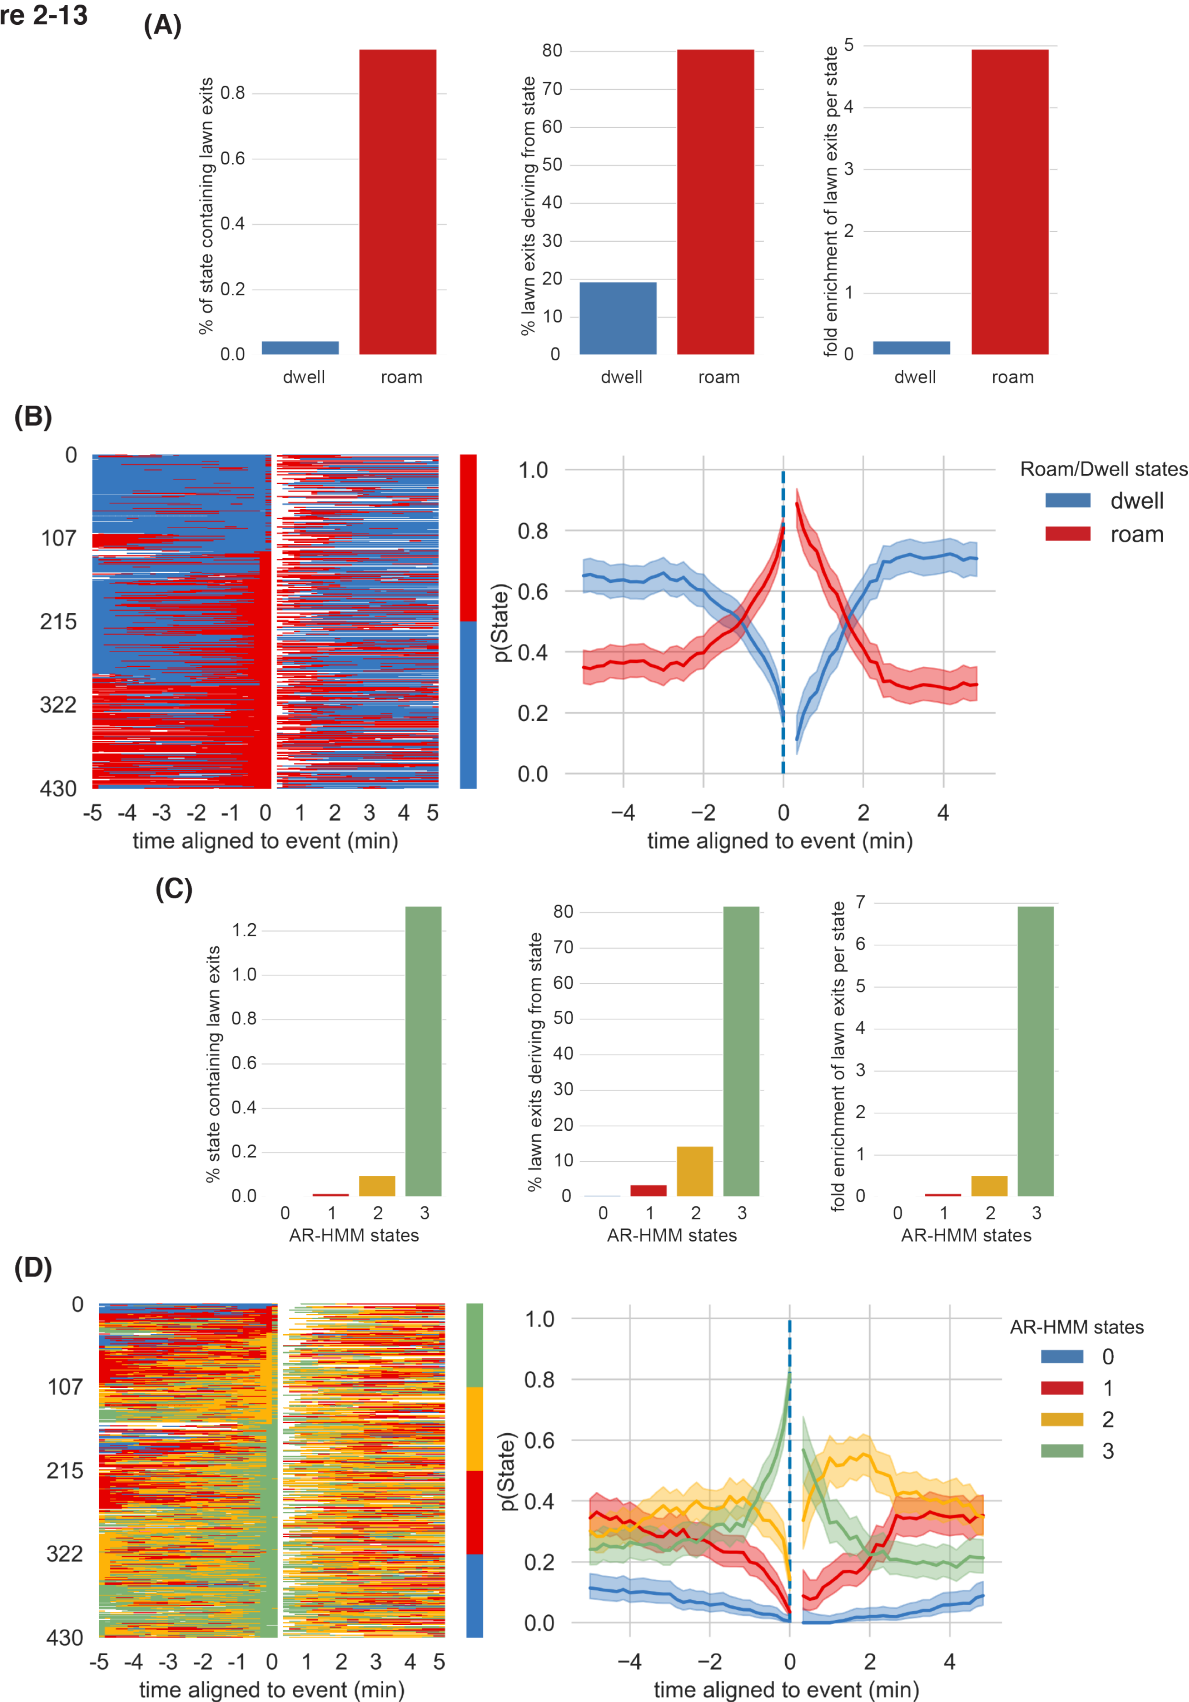 re 2-13
(A)
% of state containing lawn exits
0.8
0.6
0.4
0.2
0.0
dwell
roam
% lawn exits deriving from state
80
70
60
50
40
30
20
10
0
dwell
roam
fold enrichment of lawn exits per state
5
4
3
2
1
0
dwell
roam
(B)
0
107
215
322
430
-5 -4 -3 -2 -1 0 1 2 3 4 5
time aligned to event (min)
p(State)
1.0
0.8
0.6
0.4
0.2
0.0
−4 −2 0 2 4
time aligned to event (min)
Roam/Dwell states
dwell
roam
(C)
% state containing lawn exits
1.2
1.0
0.8
0.6
0.4
0.2
0.0
0 1 2 3
AR-HMM states
% lawn exits deriving from state
80
70
60
50
40
30
20
10
0
0 1 2 3
AR-HMM states
fold enrichment of lawn exits per state
7
6
5
4
3
2
1
0
0 1 2 3
AR-HMM states
(D)
0
107
215
322
430
-5 -4 -3 -2 -1 0 1 2 3 4 5
time aligned to event (min)
p(State)
1.0
0.8
0.6
0.4
0.2
0.0
−4 −2 0 2 4
time aligned to event (min)
AR-HMM states
0
1
2
3